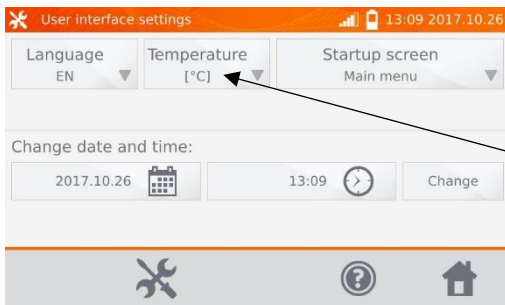 User interface settings 13:09 2017.10.26
Language Temperature Startup screen
EN [°C] Main menu
Change date and time:
2017.10.26 13:09 Change